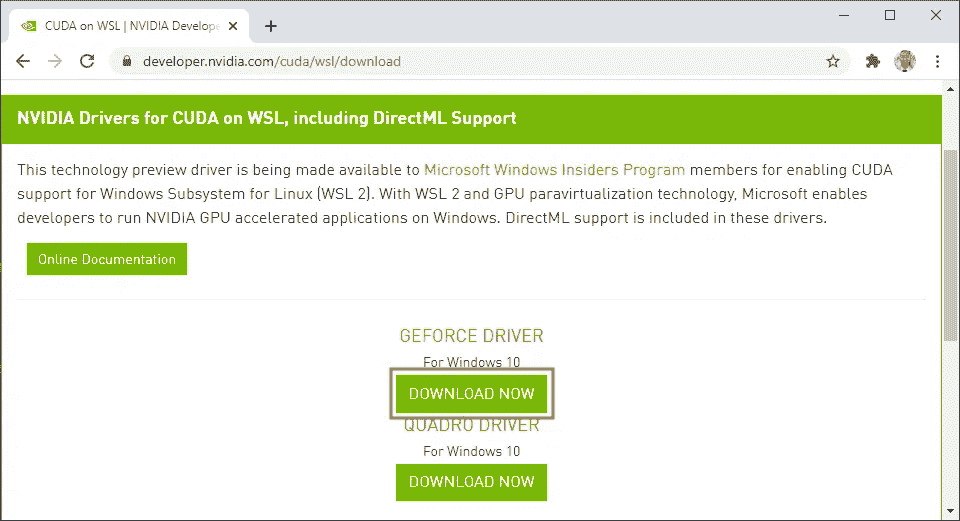 CUDA on WSL | NVIDIA Develope
developer.nvidia.com/cuda/wsl/download
NVIDIA Drivers for CUDA on WSL, including DirectML Support
This technology preview driver is being made available to Microsoft Windows Insiders Program members for enabling CUDA
support for Windows Subsystem for Linux (WSL 2). With WSL 2 and GPU paravirtualization technology, Microsoft enables
developers to run NVIDIA GPU accelerated applications on Windows. DirectML support is included in these drivers.
Online Documentation
GEFORCE DRIVER
For Windows 10
DOWNLOAD NOW
QUADRO DRIVER
For Windows 10
DOWNLOAD NOW